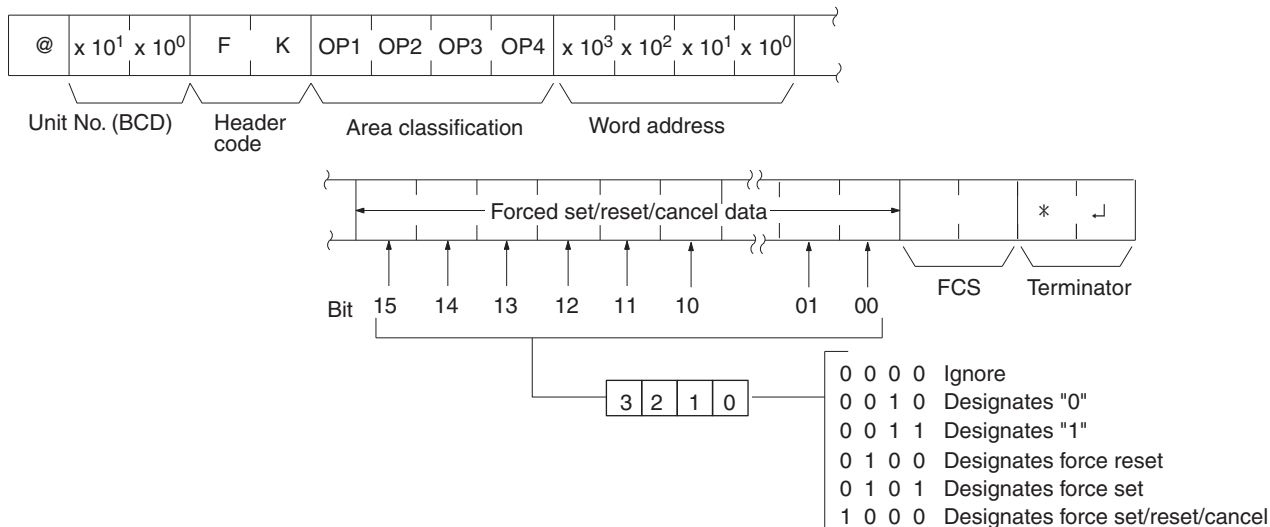 @ x 10¹ x 10⁰ F K OP1 OP2 OP3 OP4 x 10³ x 10² x 10¹ x 10⁰
Unit No. (BCD) Header code Area classification Word address
Forced set/reset/cancel data * ↵
Bit 15 14 13 12 11 10 01 00 FCS Terminator
3 2 1 0
0 0 0 0 Ignore
0 0 1 0 Designates "0"
0 0 1 1 Designates "1"
0 1 0 0 Designates force reset
0 1 0 1 Designates force set
1 0 0 0 Designates force set/reset/cancel